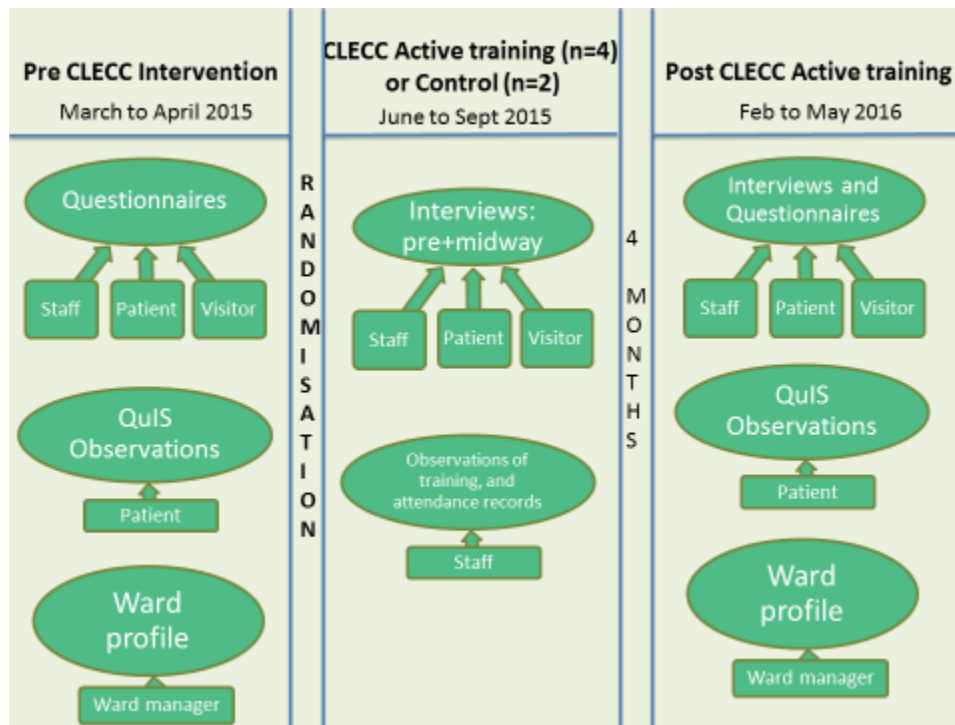 Pre CLECC Intervention
March to April 2015
Questionnaires
Staff
Patient
Visitor
QuIS
Observations
Patient
Ward
profile
Ward manager
RANDOMISATION
CLECC Active training (n=4)
or Control (n=2)
June to Sept 2015
Interviews:
pre+midway
Staff
Patient
Visitor
Observations of
training, and
attendance records
Staff
4 MONTHS
Post CLECC Active training
Feb to May 2016
Interviews and
Questionnaires
Staff
Patient
Visitor
QuIS
Observations
Patient
Ward
profile
Ward manager